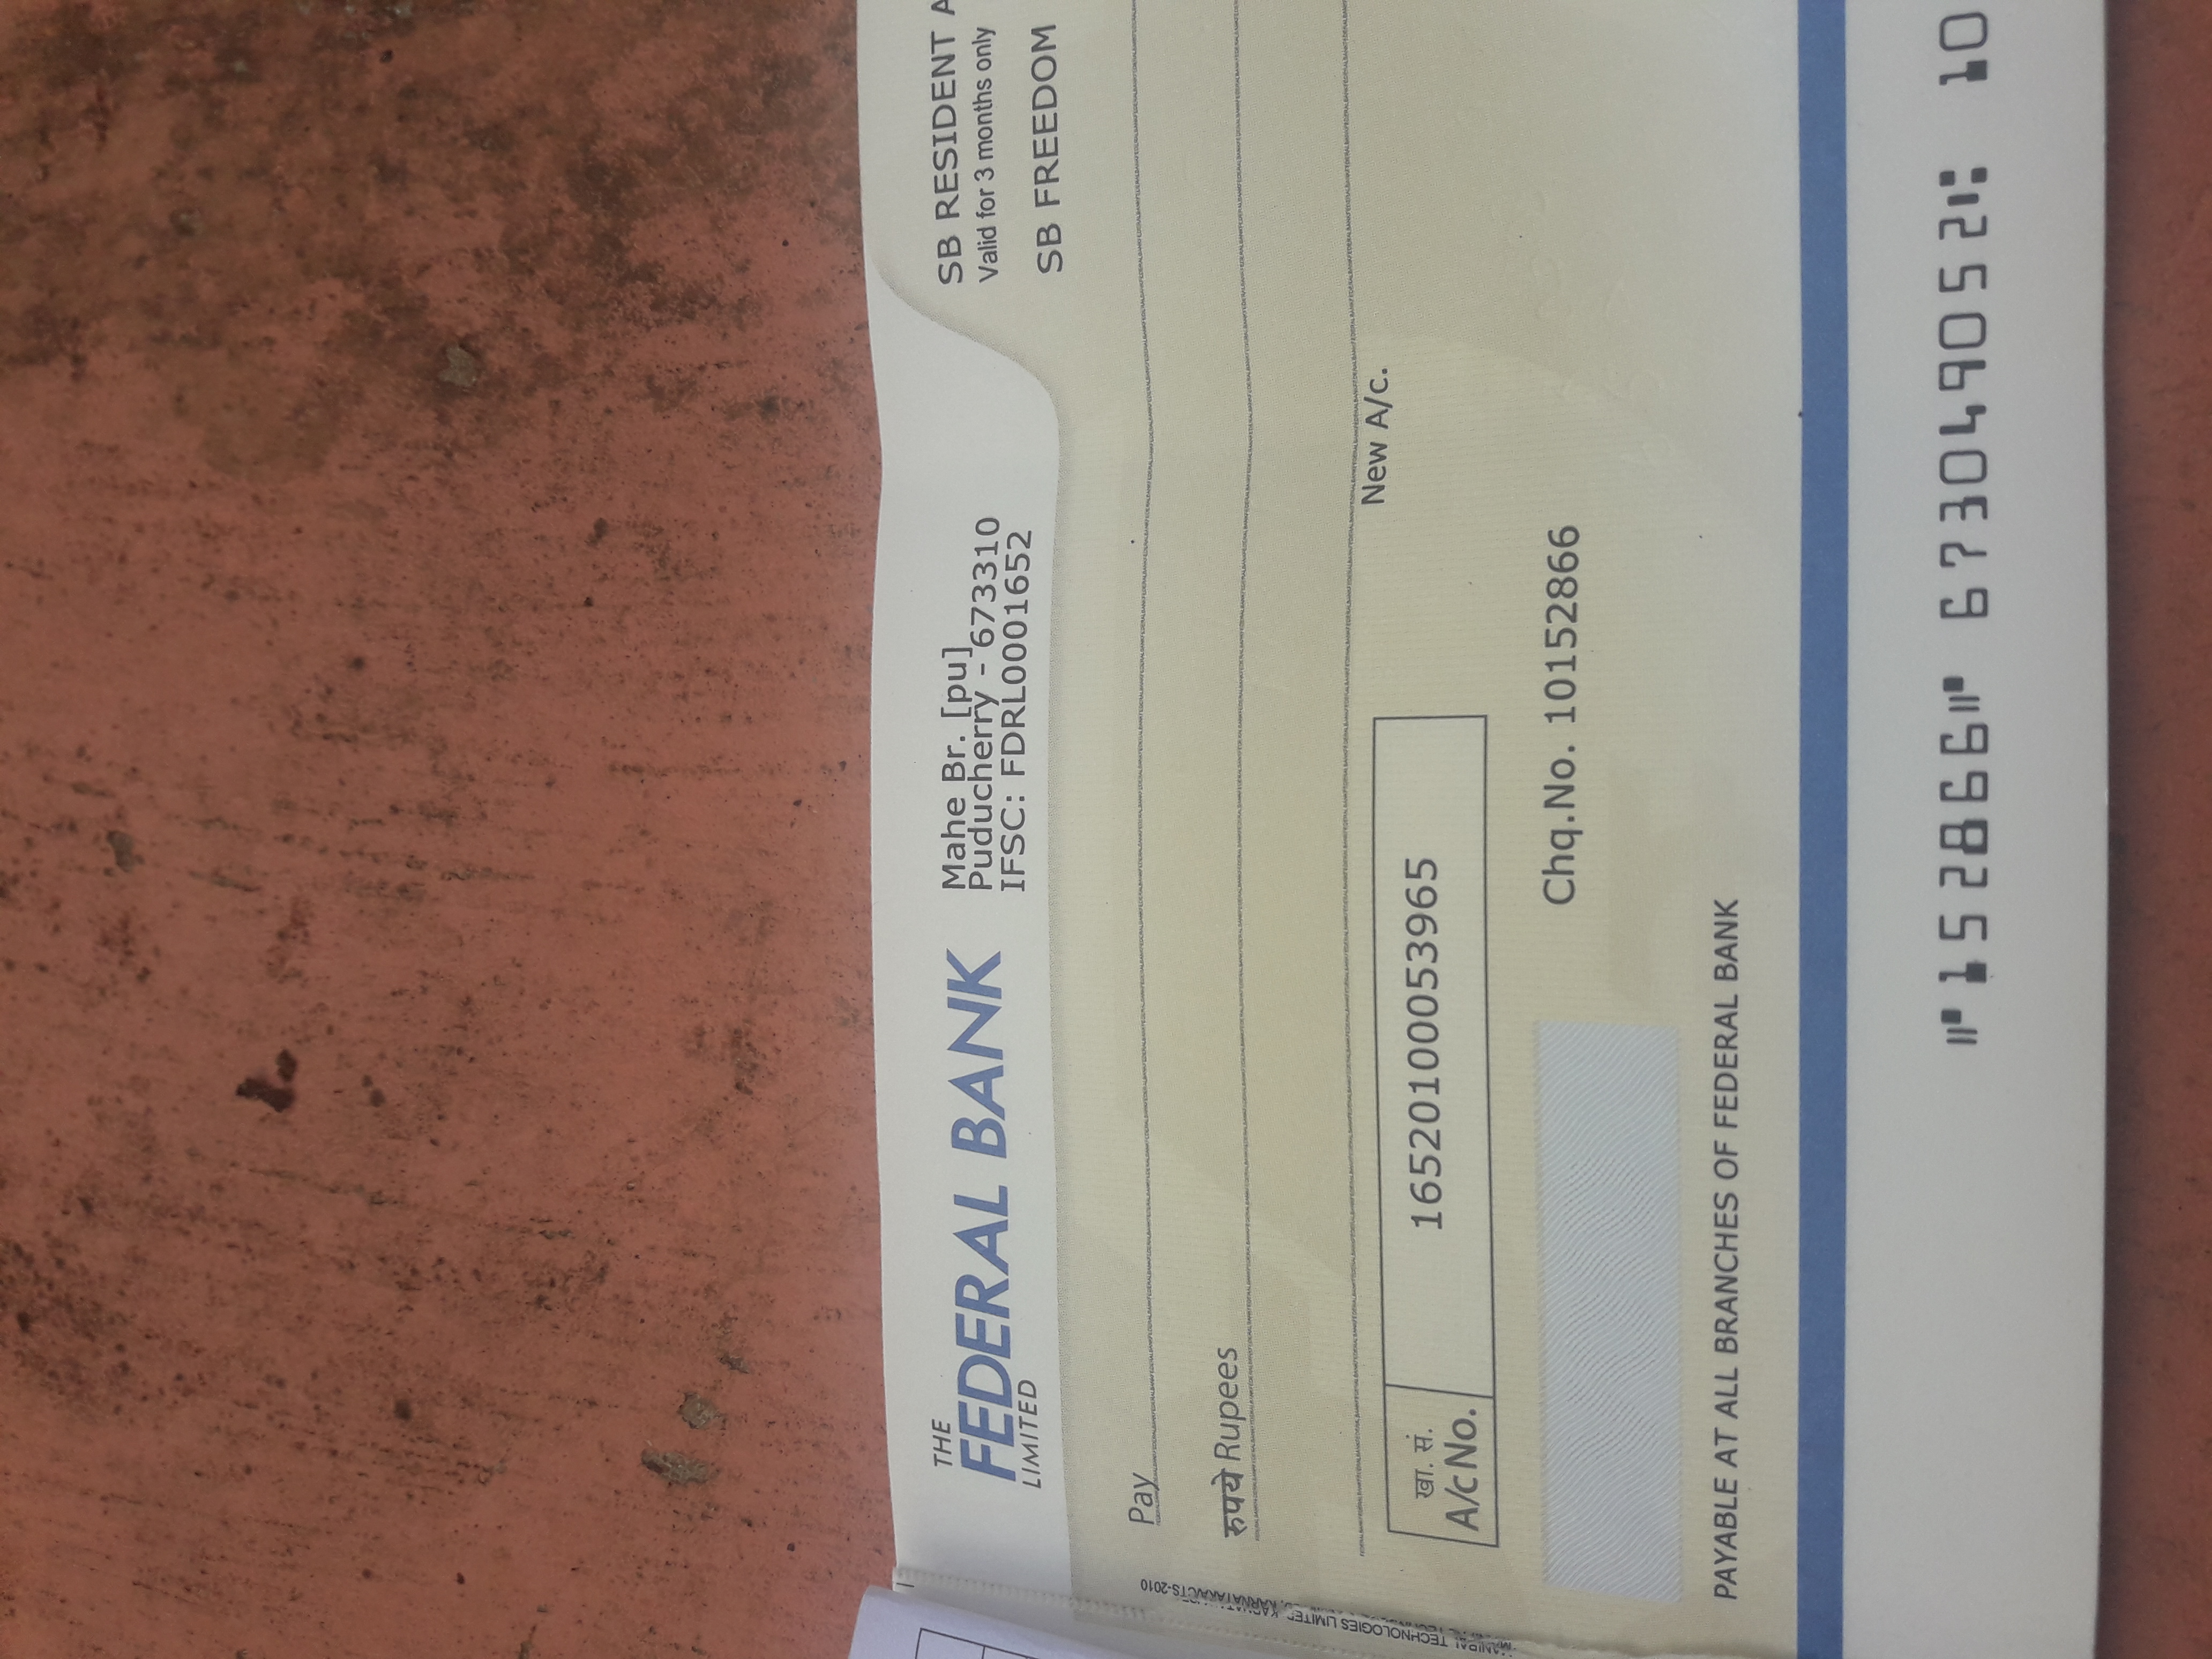 THE
FEDERAL BANK
LIMITED
Mahe Br. [pu]
Puducherry - 673310
IFSC: FDRL0001652
SB RESIDENT A
Valid for 3 months only
SB FREEDOM
Pay
रुपये Rupees
New A/c.
खा. सं.
A/c No.
16520100053965
Chq.No. 10152866
PAYABLE AT ALL BRANCHES OF FEDERAL BANK
⑈152866⑈ 673049052⑆ 10
TECHNOLOGIES LIMITED, KARNATAKA/CTS-2010